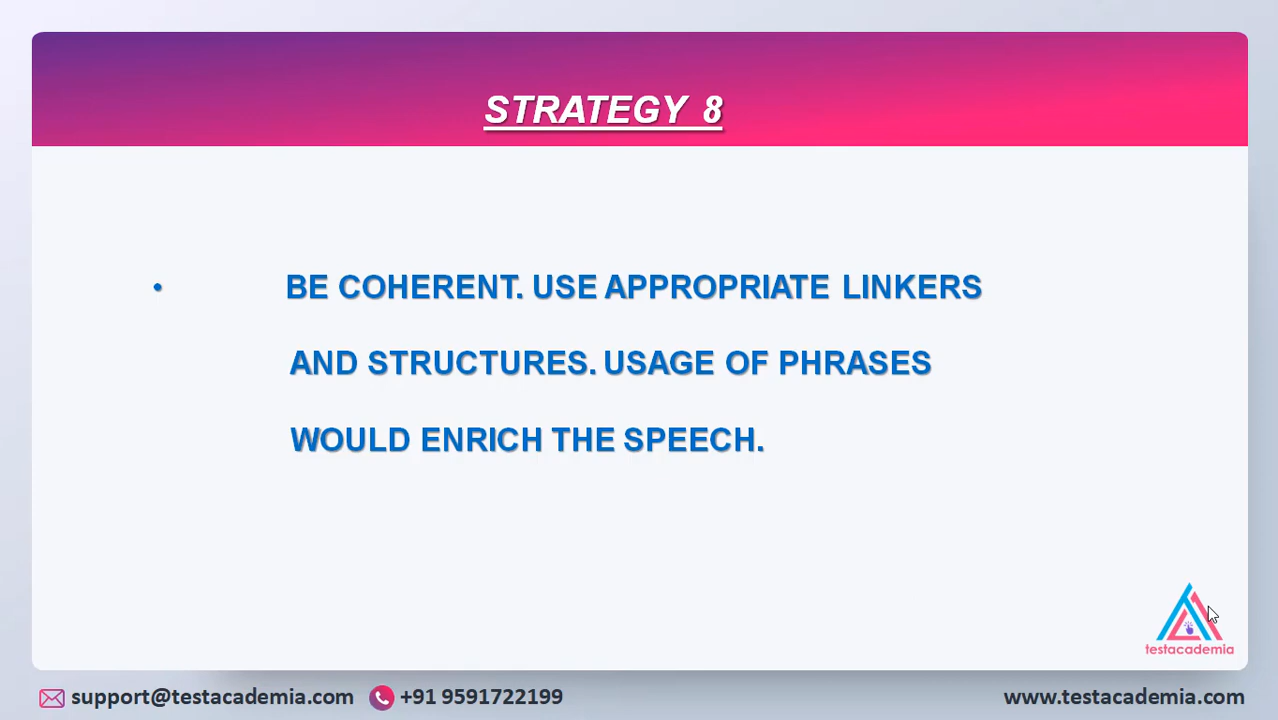 STRATEGY 8
• BE COHERENT. USE APPROPRIATE LINKERS
AND STRUCTURES. USAGE OF PHRASES
WOULD ENRICH THE SPEECH.
testacademia
support@testacademia.com +91 9591722199 www.testacademia.com